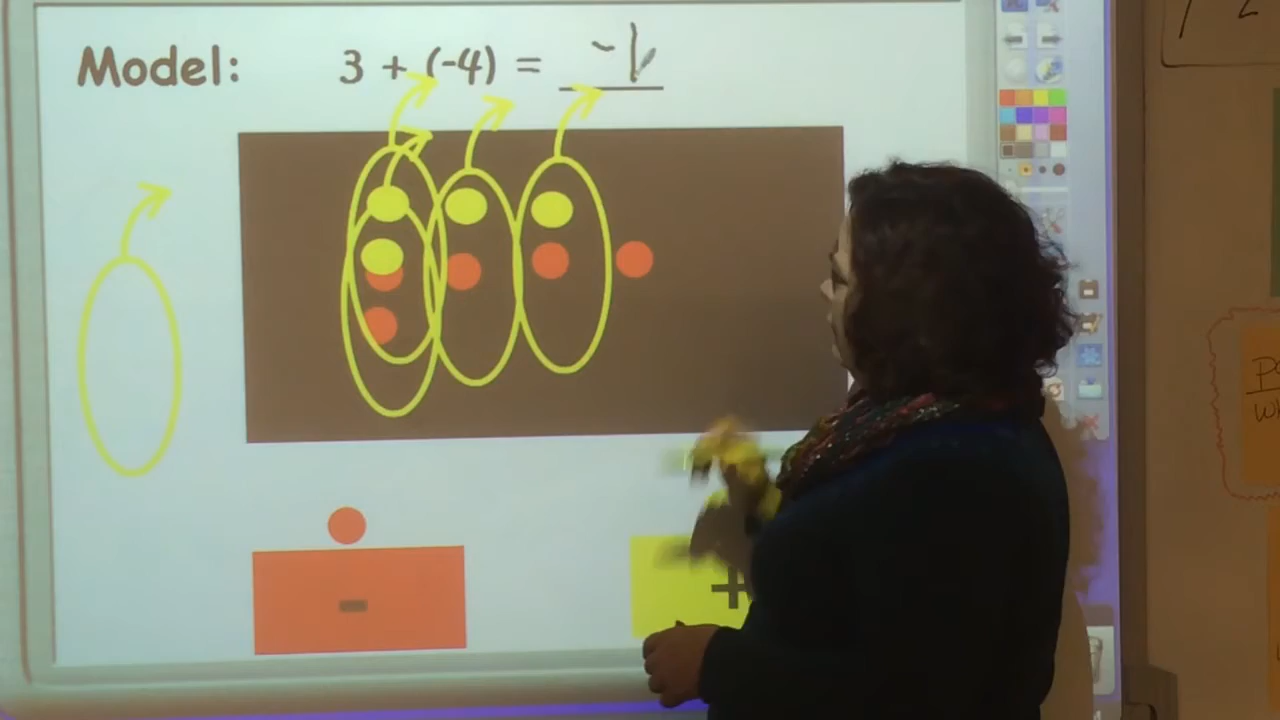 Model: 3 + (-4) = -1
-
+